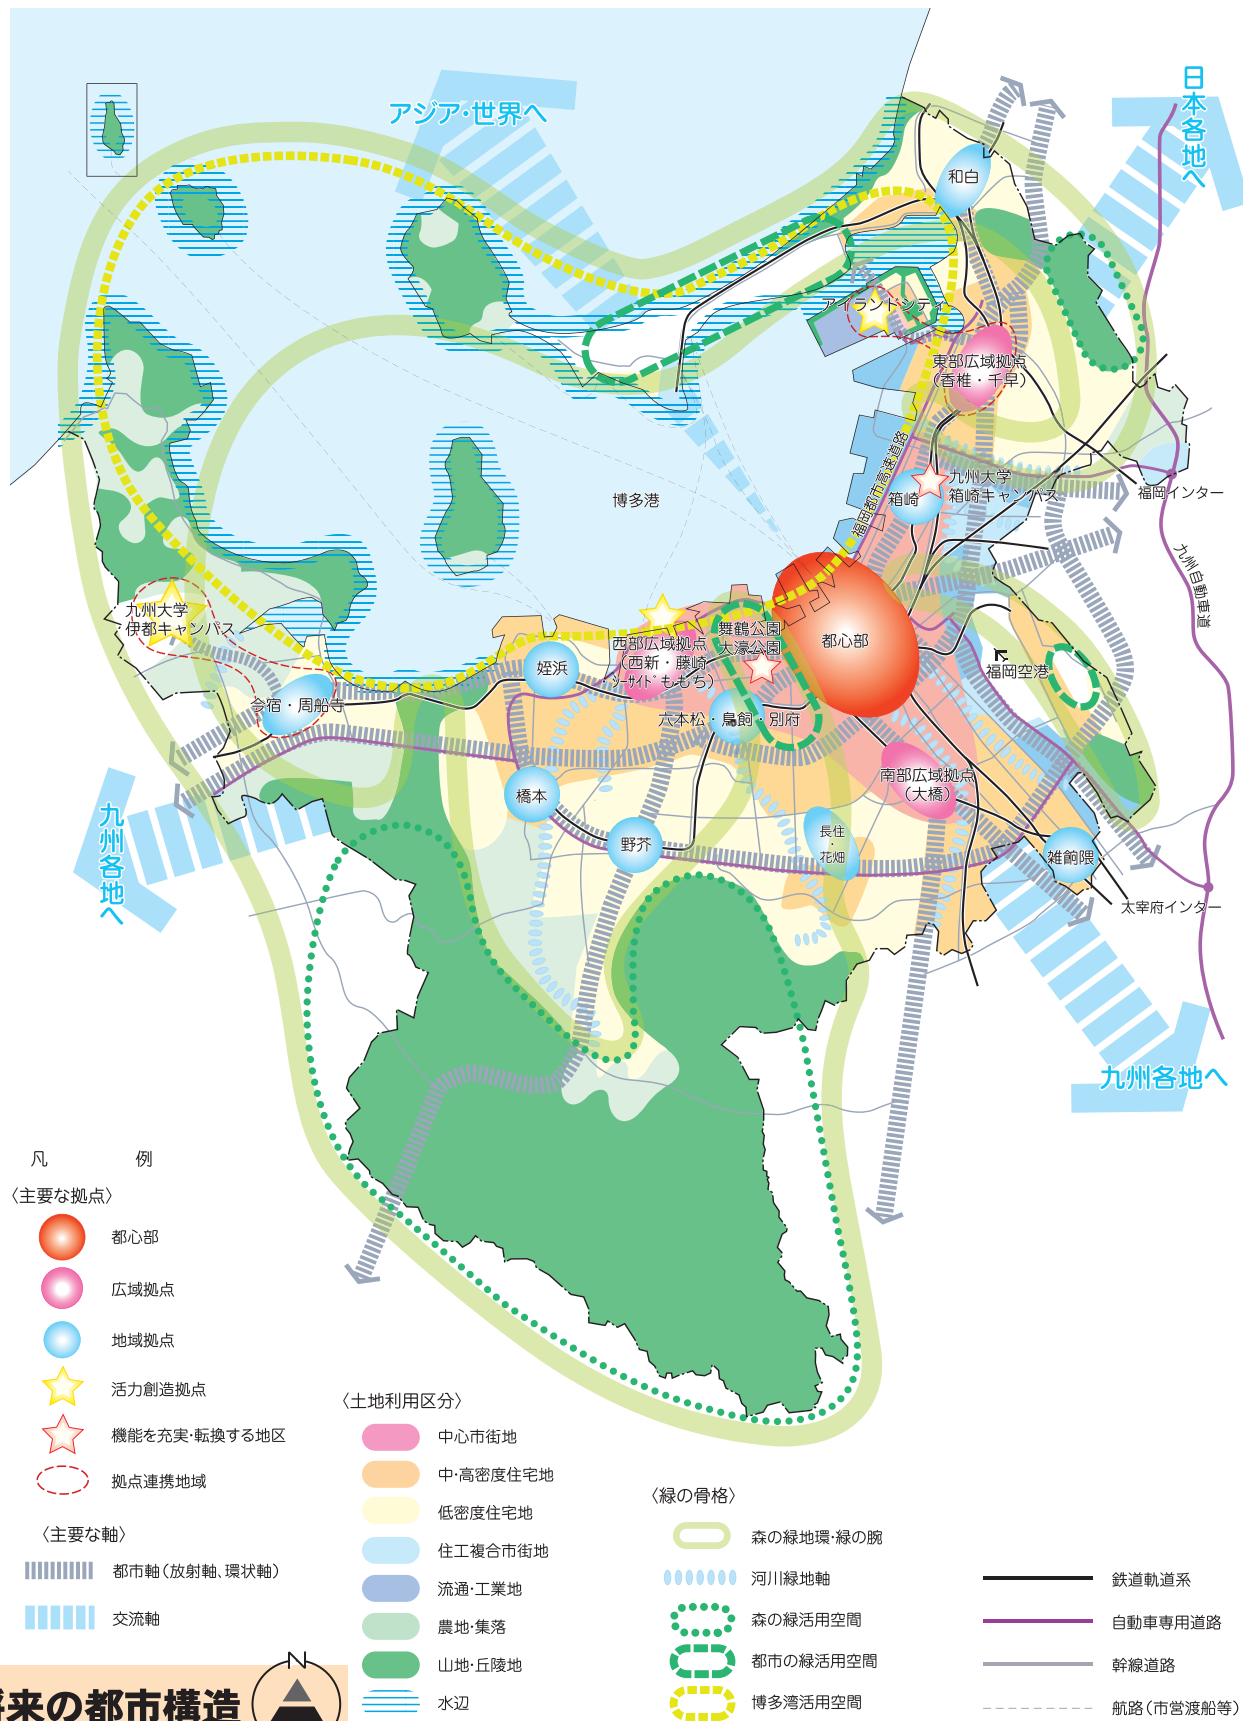 アジア・世界へ
日本各地へ
和白
アイランドシティ
東部広域拠点
（香椎・千早）
福岡都市高速道路
九州大学
箱崎キャンパス
箱崎
福岡インター
博多港
九州自動車道
九州大学
伊都キャンパス
舞鶴公園
大濠公園
都心部
西部広域拠点
（西新・藤崎
・シーサイドももち）
福岡空港
姪浜
今宿・周船寺
六本松・鳥飼・別府
南部広域拠点
（大橋）
橋本
野芥
長住
・
花畑
雑餉隈
九州各地へ
太宰府インター
九州各地へ
凡例
〈主要な拠点〉
都心部
広域拠点
地域拠点
活力創造拠点
機能を充実・転換する地区
拠点連携地域
〈主要な軸〉
都市軸（放射軸、環状軸）
交流軸
〈土地利用区分〉
中心市街地
中・高密度住宅地
低密度住宅地
住工複合市街地
流通・工業地
農地・集落
山地・丘陵地
水辺
〈緑の骨格〉
森の緑地環・緑の腕
河川緑地軸
森の緑活用空間
都市の緑活用空間
博多湾活用空間
鉄道軌道系
自動車専用道路
幹線道路
航路（市営渡船等）
将来の都市構造
N